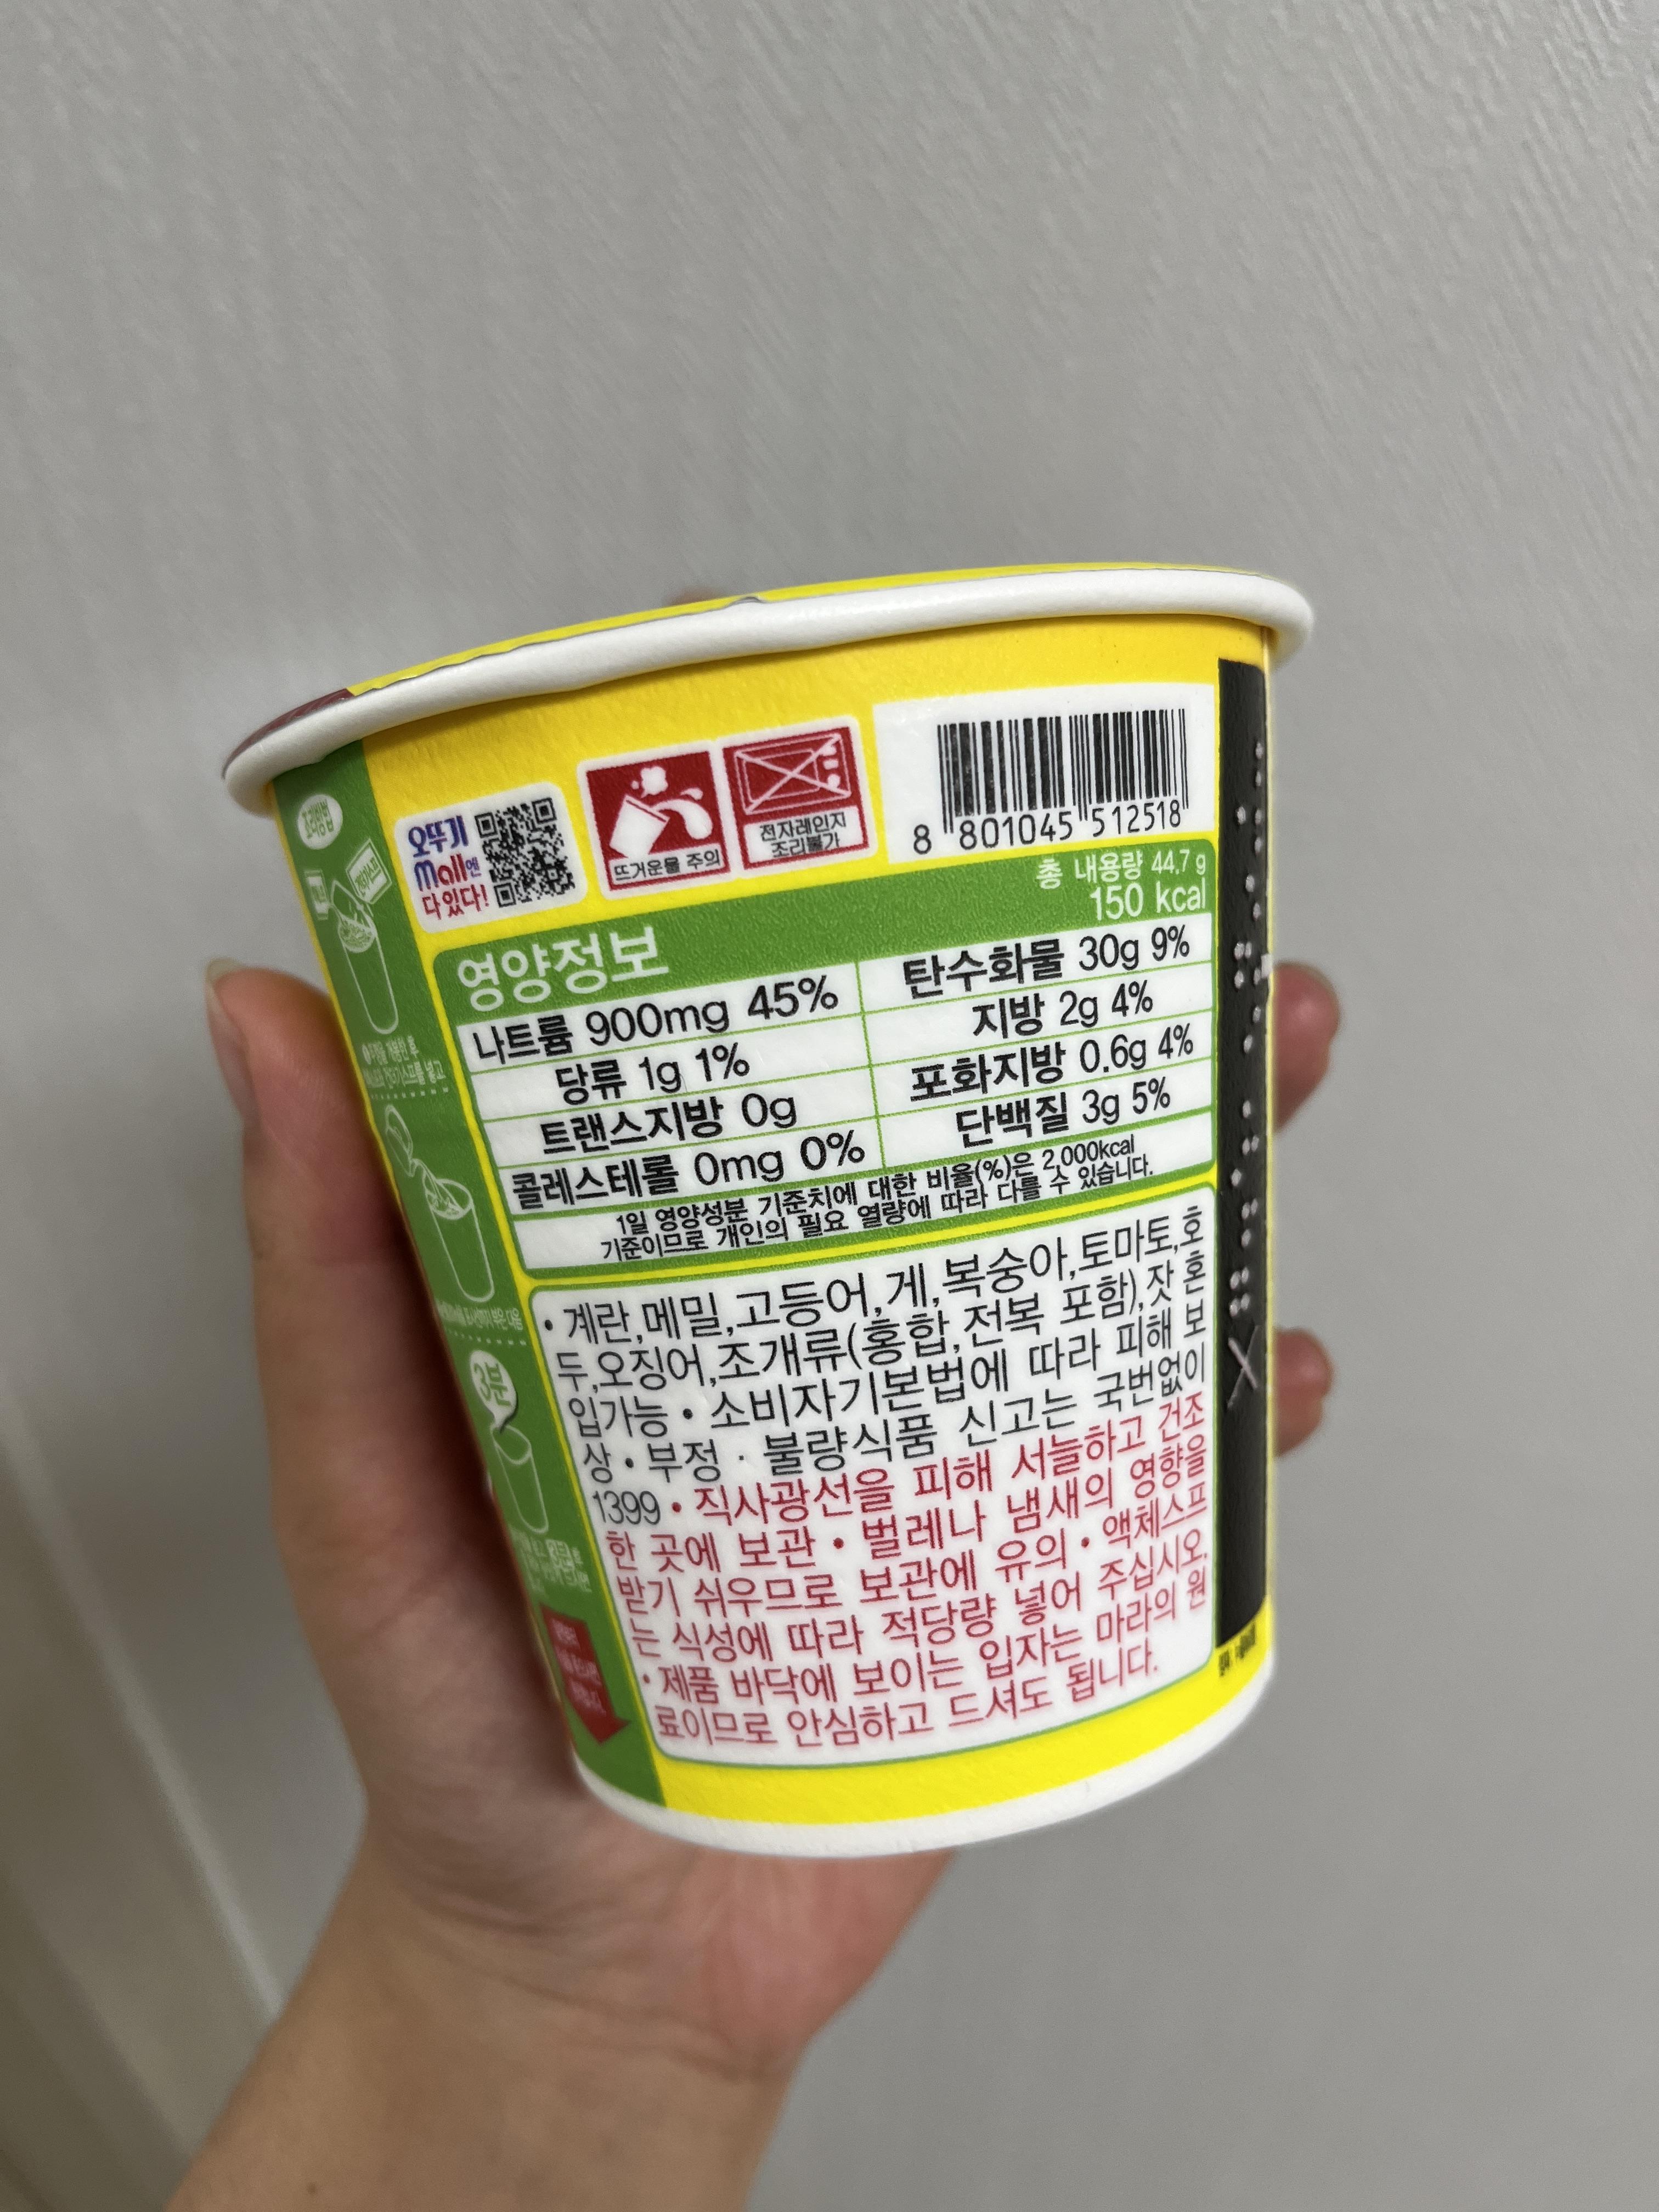 조리방법
오뚜기
Mall엔
다있다!
뜨거운물 주의
전자레인지
조리불가
8 801045 512518
총 내용량 44.7 g
150 kcal
영양정보
나트륨 900mg 45%
탄수화물 30g 9%
당류 1g 1%
지방 2g 4%
트랜스지방 0g
포화지방 0.6g 4%
콜레스테롤 0mg 0%
단백질 3g 5%
1일 영양성분 기준치에 대한 비율(%)은 2,000kcal
기준이므로 개인의 필요 열량에 따라 다를 수 있습니다.
• 계란,메밀,고등어,게,복숭아,토마토,호
두,오징어,조개류(홍합,전복 포함),잣 혼
입가능 • 소비자기본법에 따라 피해 보
상 • 부정 · 불량식품 신고는 국번없이
1399 • 직사광선을 피해 서늘하고 건조
한 곳에 보관 • 벌레나 냄새의 영향을
받기 쉬우므로 보관에 유의 • 액체스프
는 식성에 따라 적당량 넣어 주십시오.
• 제품 바닥에 보이는 입자는 마라의 원
료이므로 안심하고 드셔도 됩니다.
3분